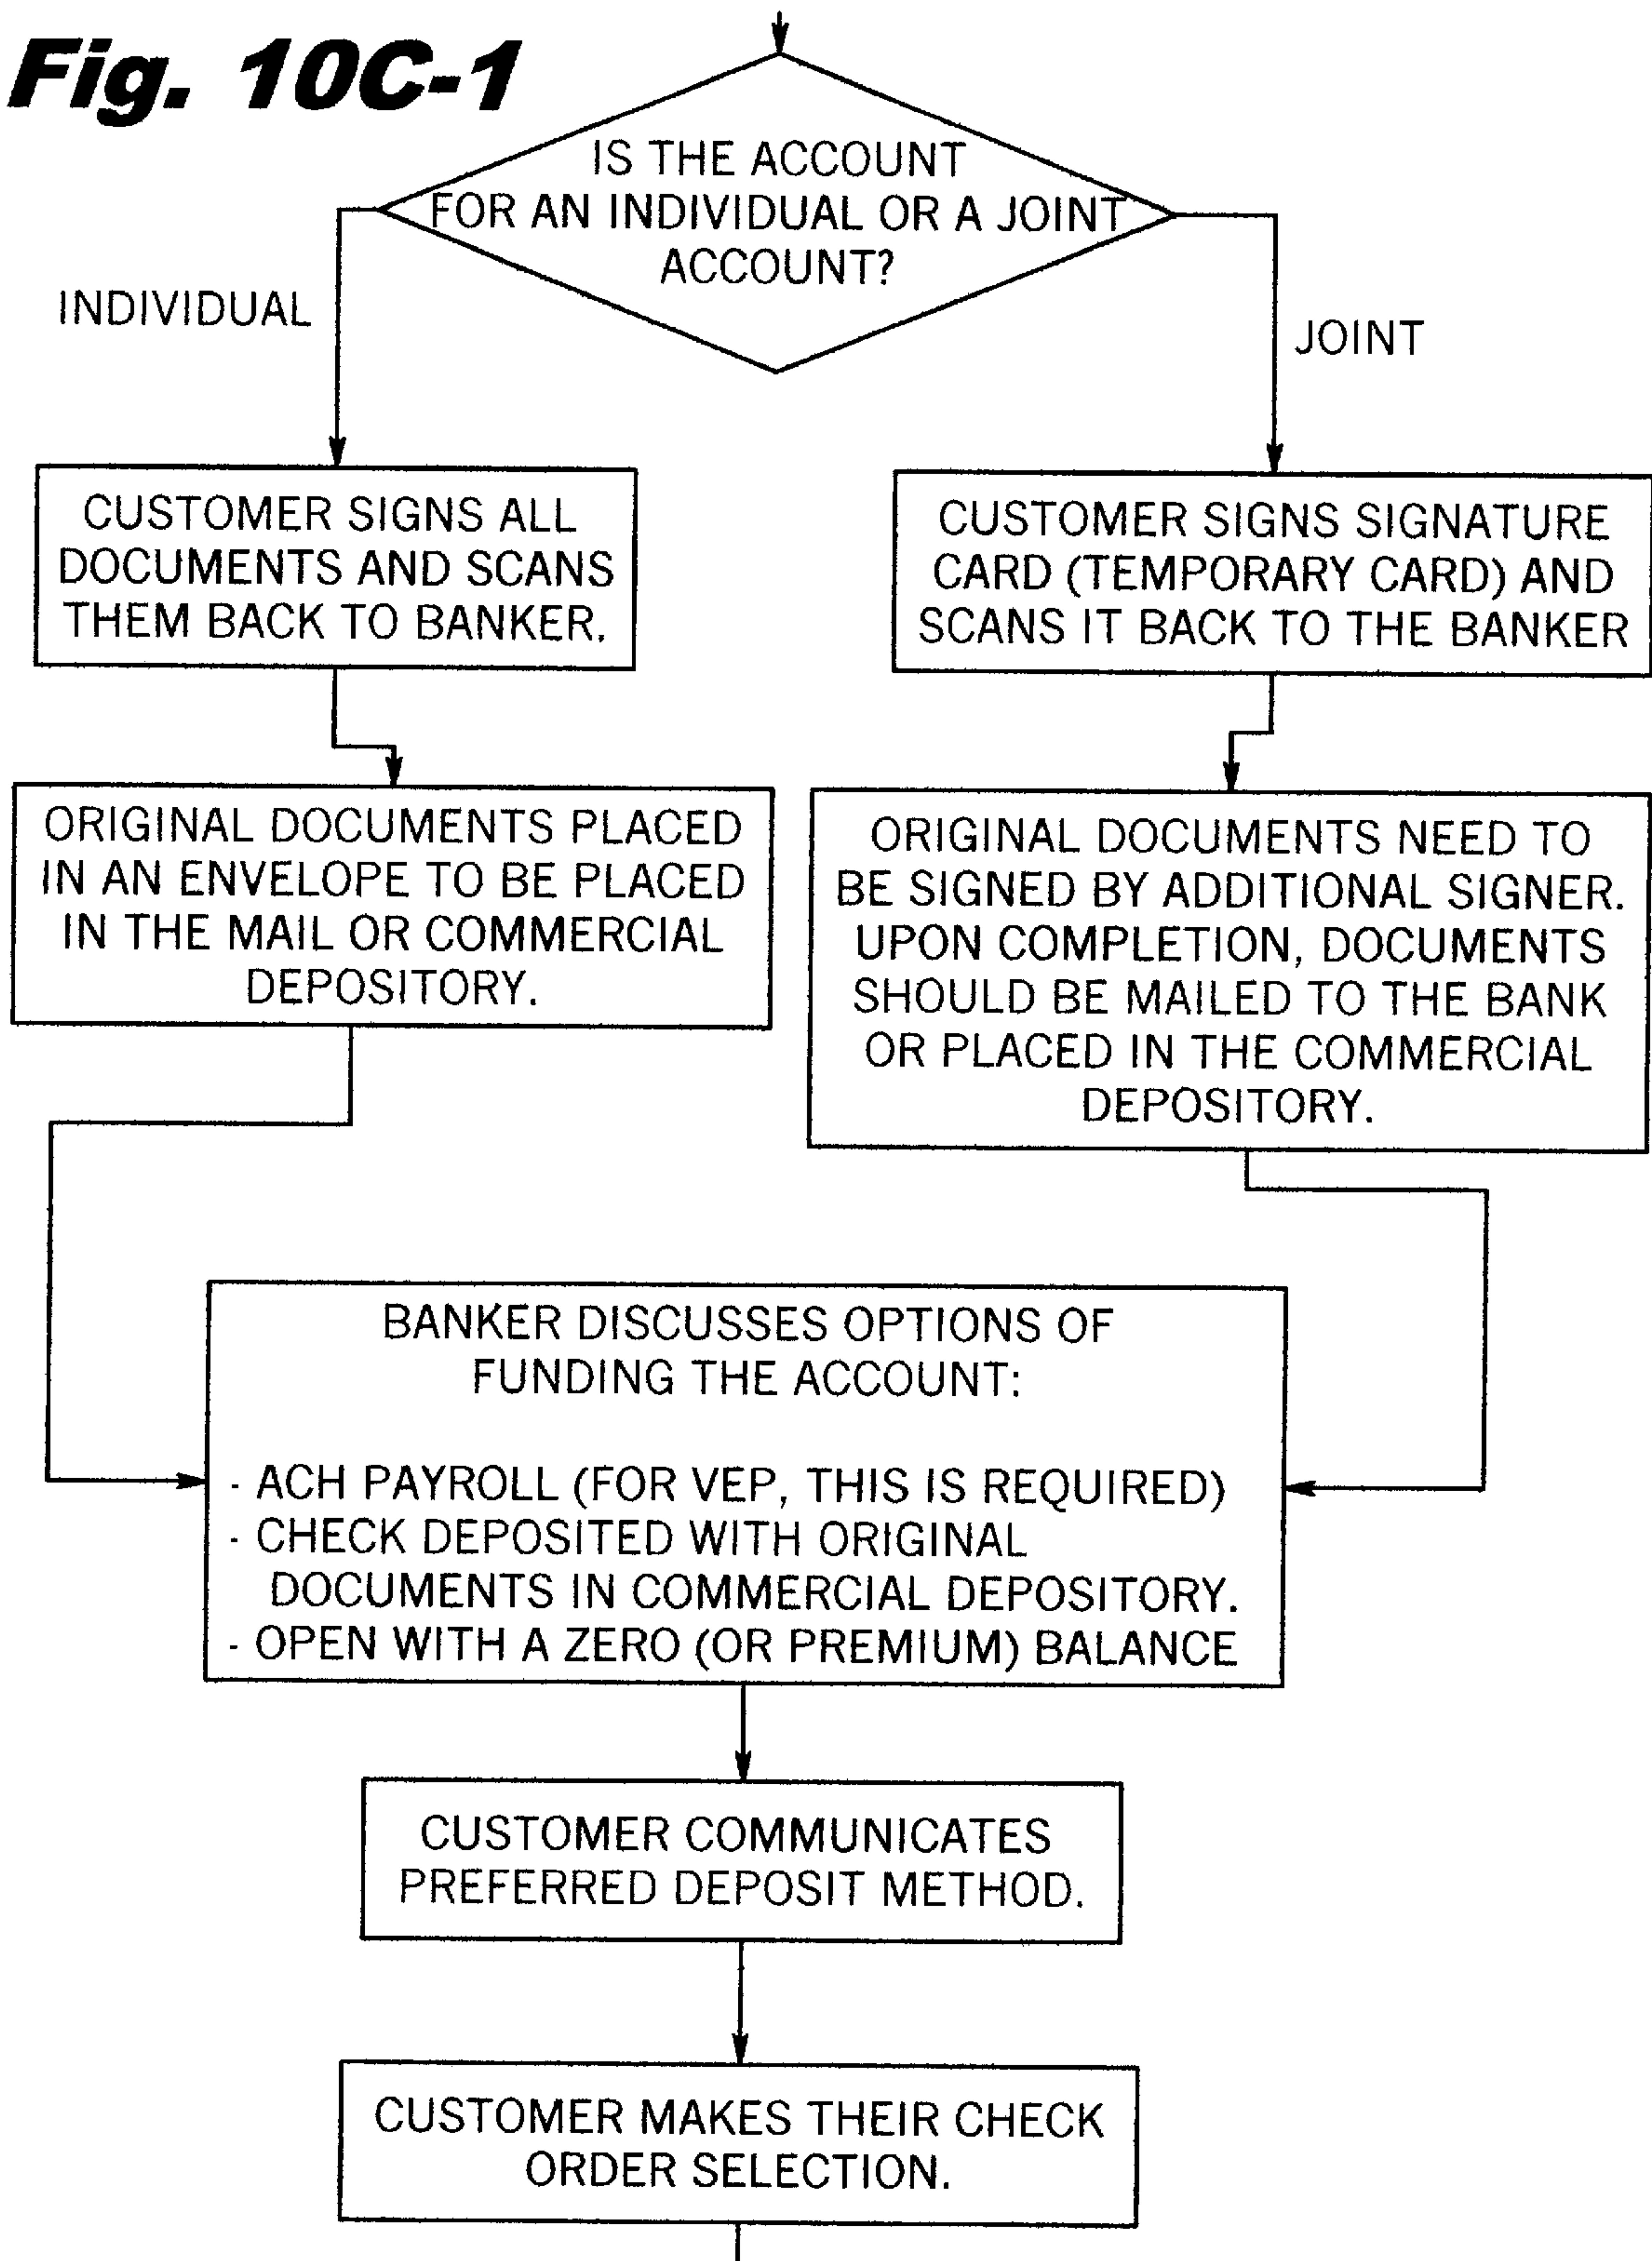 Fig. 10C-1
IS THE ACCOUNT
FOR AN INDIVIDUAL OR A JOINT
ACCOUNT?
INDIVIDUAL
JOINT
CUSTOMER SIGNS ALL
DOCUMENTS AND SCANS
THEM BACK TO BANKER.
CUSTOMER SIGNS SIGNATURE
CARD (TEMPORARY CARD) AND
SCANS IT BACK TO THE BANKER
ORIGINAL DOCUMENTS PLACED
IN AN ENVELOPE TO BE PLACED
IN THE MAIL OR COMMERCIAL
DEPOSITORY.
ORIGINAL DOCUMENTS NEED TO
BE SIGNED BY ADDITIONAL SIGNER.
UPON COMPLETION, DOCUMENTS
SHOULD BE MAILED TO THE BANK
OR PLACED IN THE COMMERCIAL
DEPOSITORY.
BANKER DISCUSSES OPTIONS OF
FUNDING THE ACCOUNT:
- ACH PAYROLL (FOR VEP, THIS IS REQUIRED)
- CHECK DEPOSITED WITH ORIGINAL
DOCUMENTS IN COMMERCIAL DEPOSITORY.
- OPEN WITH A ZERO (OR PREMIUM) BALANCE
CUSTOMER COMMUNICATES
PREFERRED DEPOSIT METHOD.
CUSTOMER MAKES THEIR CHECK
ORDER SELECTION.